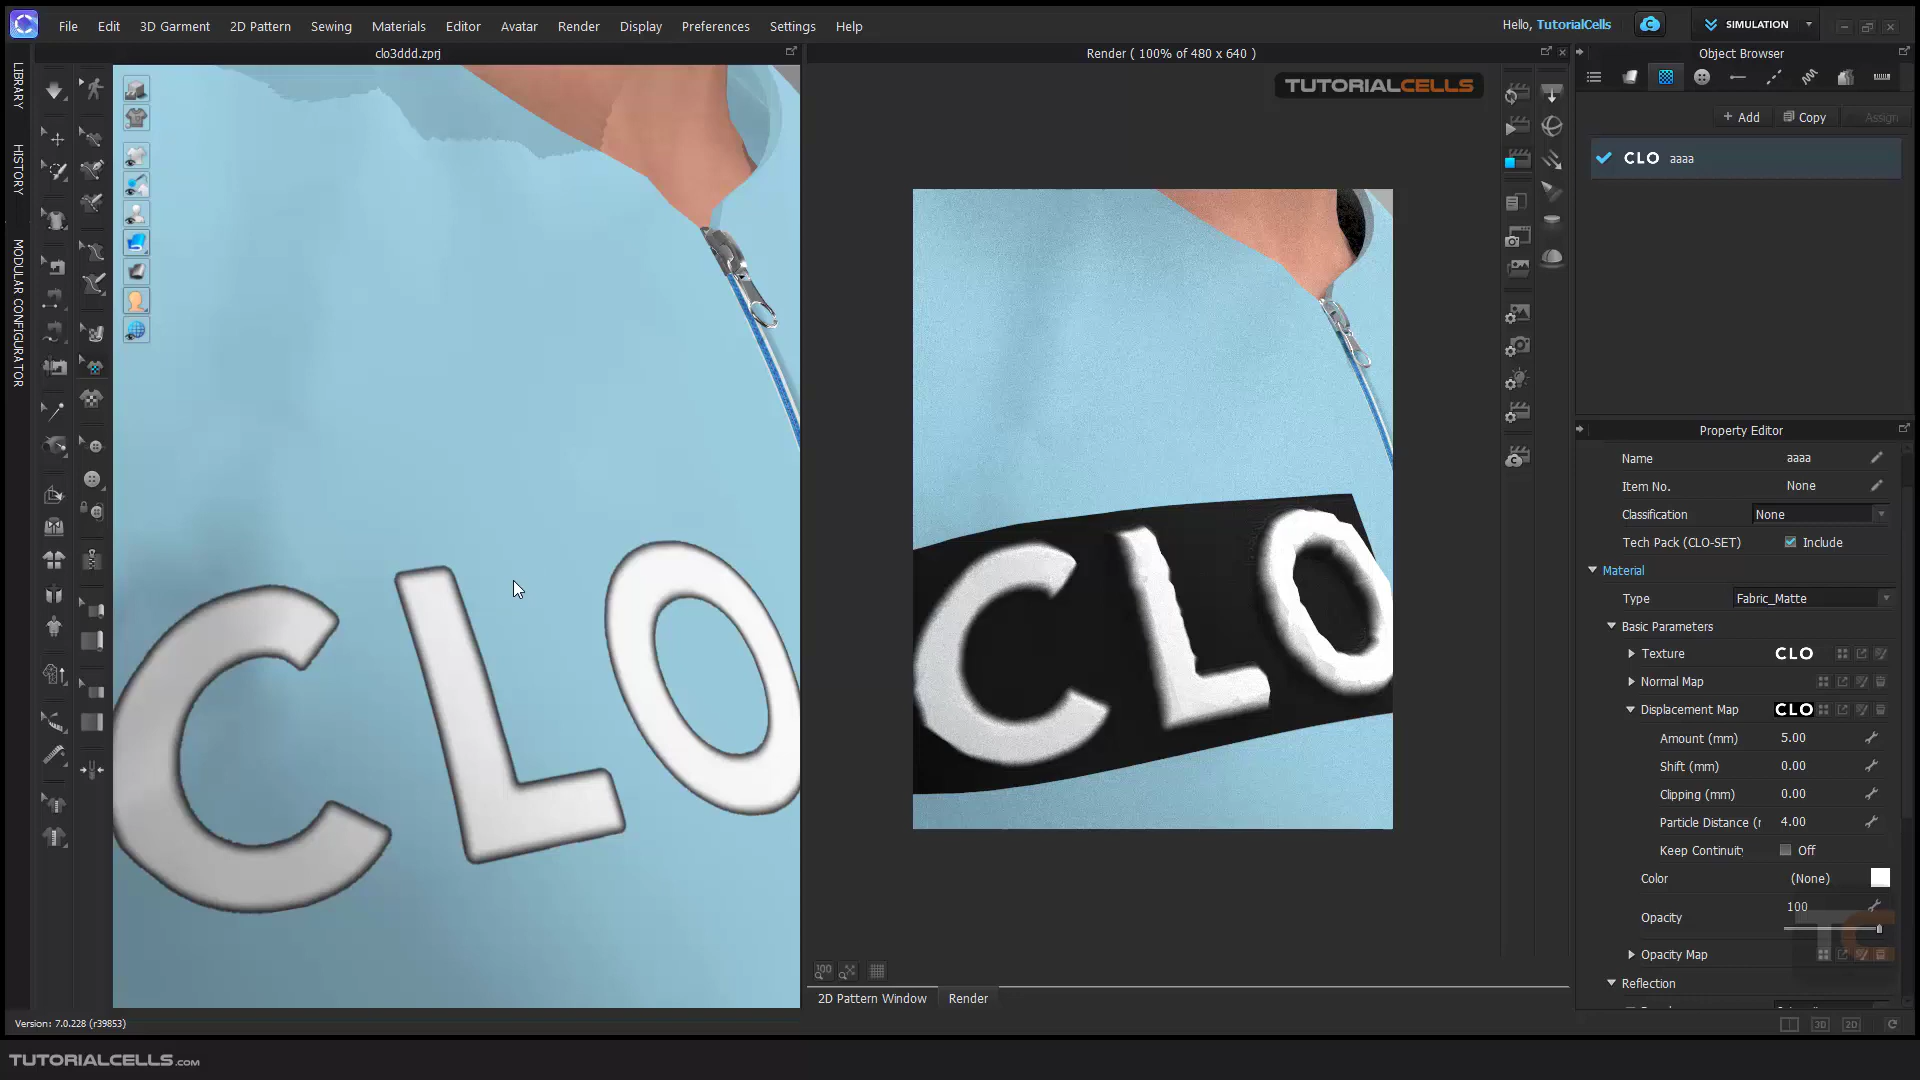 File Edit 3D Garment 2D Pattern Sewing Materials Editor Avatar Render Display Preferences Settings Help
Hello, TutorialCells
SIMULATION
clo3ddd.zprj
Render ( 100% of 480 x 640 )
Object Browser
LIBRARY
HISTORY
MODULAR CONFIGURATOR
TUTORIALCELLS
+ Add Copy Assign
CLO aaaa
CLO
CLO
Property Editor
Name aaaa
Item No. None
Classification None
Tech Pack (CLO-SET) Include
Material
Type Fabric_Matte
Basic Parameters
Texture CLO
Normal Map
Displacement Map CLO
Amount (mm) 5.00
Shift (mm) 0.00
Clipping (mm) 0.00
Particle Distance (r 4.00
Keep Continuity Off
Color (None)
Opacity 100
TC
Opacity Map
Reflection
100
2D Pattern Window Render
Version: 7.0.228 (r39853)
3D 2D
TUTORIALCELLS.com